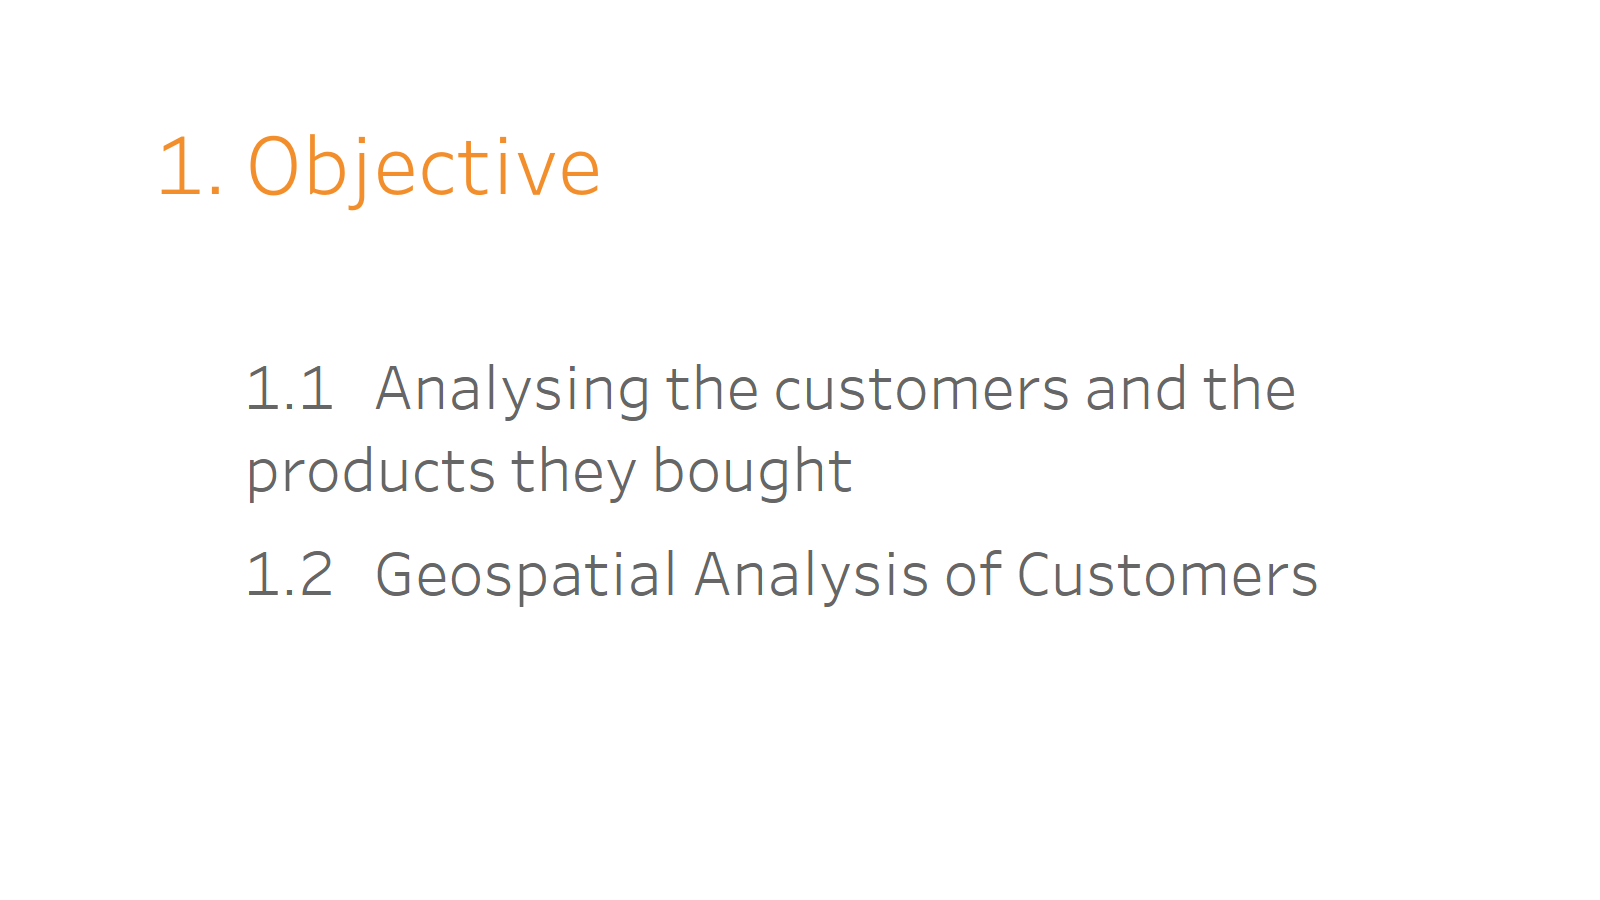 1. Objective
1.1 Analysing the customers and the
products they bought
1.2 Geospatial Analysis of Customers